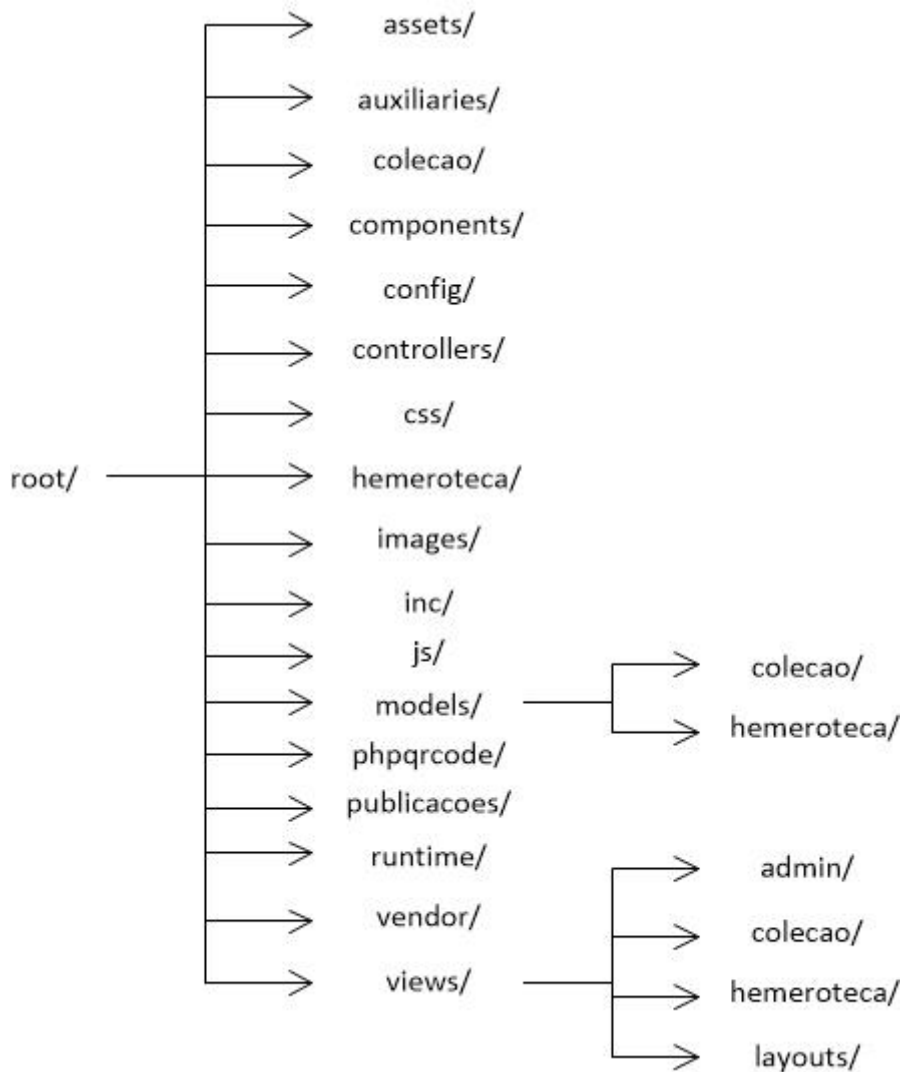 root/
assets/
auxiliaries/
colecao/
components/
config/
controllers/
css/
hemeroteca/
images/
inc/
js/
models/
colecao/
hemeroteca/
phpqrcode/
publicacoes/
runtime/
vendor/
views/
admin/
colecao/
hemeroteca/
layouts/